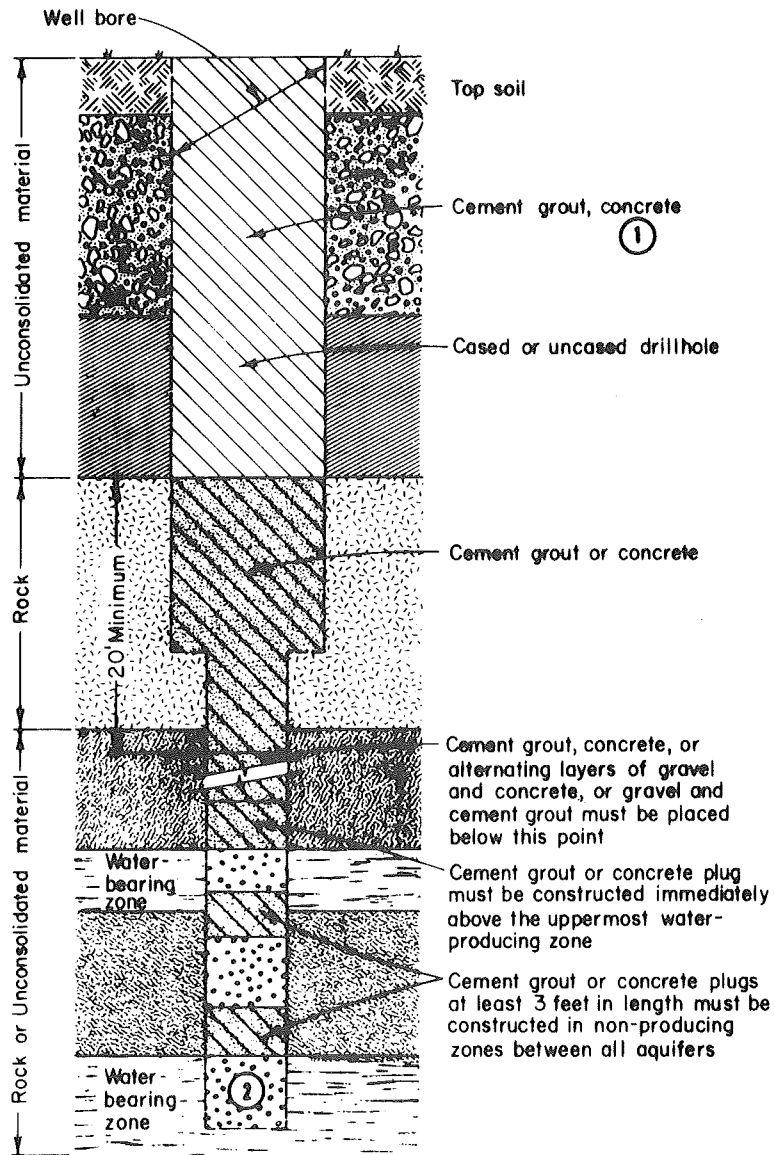 Well bore
Top soil
Unconsolidated material
Cement grout, concrete
1
Cased or uncased drillhole
Rock
20' Minimum
Cement grout or concrete
Cement grout, concrete, or
alternating layers of gravel
and concrete, or gravel and
cement grout must be placed
below this point
Rock or Unconsolidated material
Water-
bearing
zone
Cement grout or concrete plug
must be constructed immediately
above the uppermost water-
producing zone
Cement grout or concrete plugs
at least 3 feet in length must be
constructed in non-producing
zones between all aquifers
Water-
bearing
zone
2